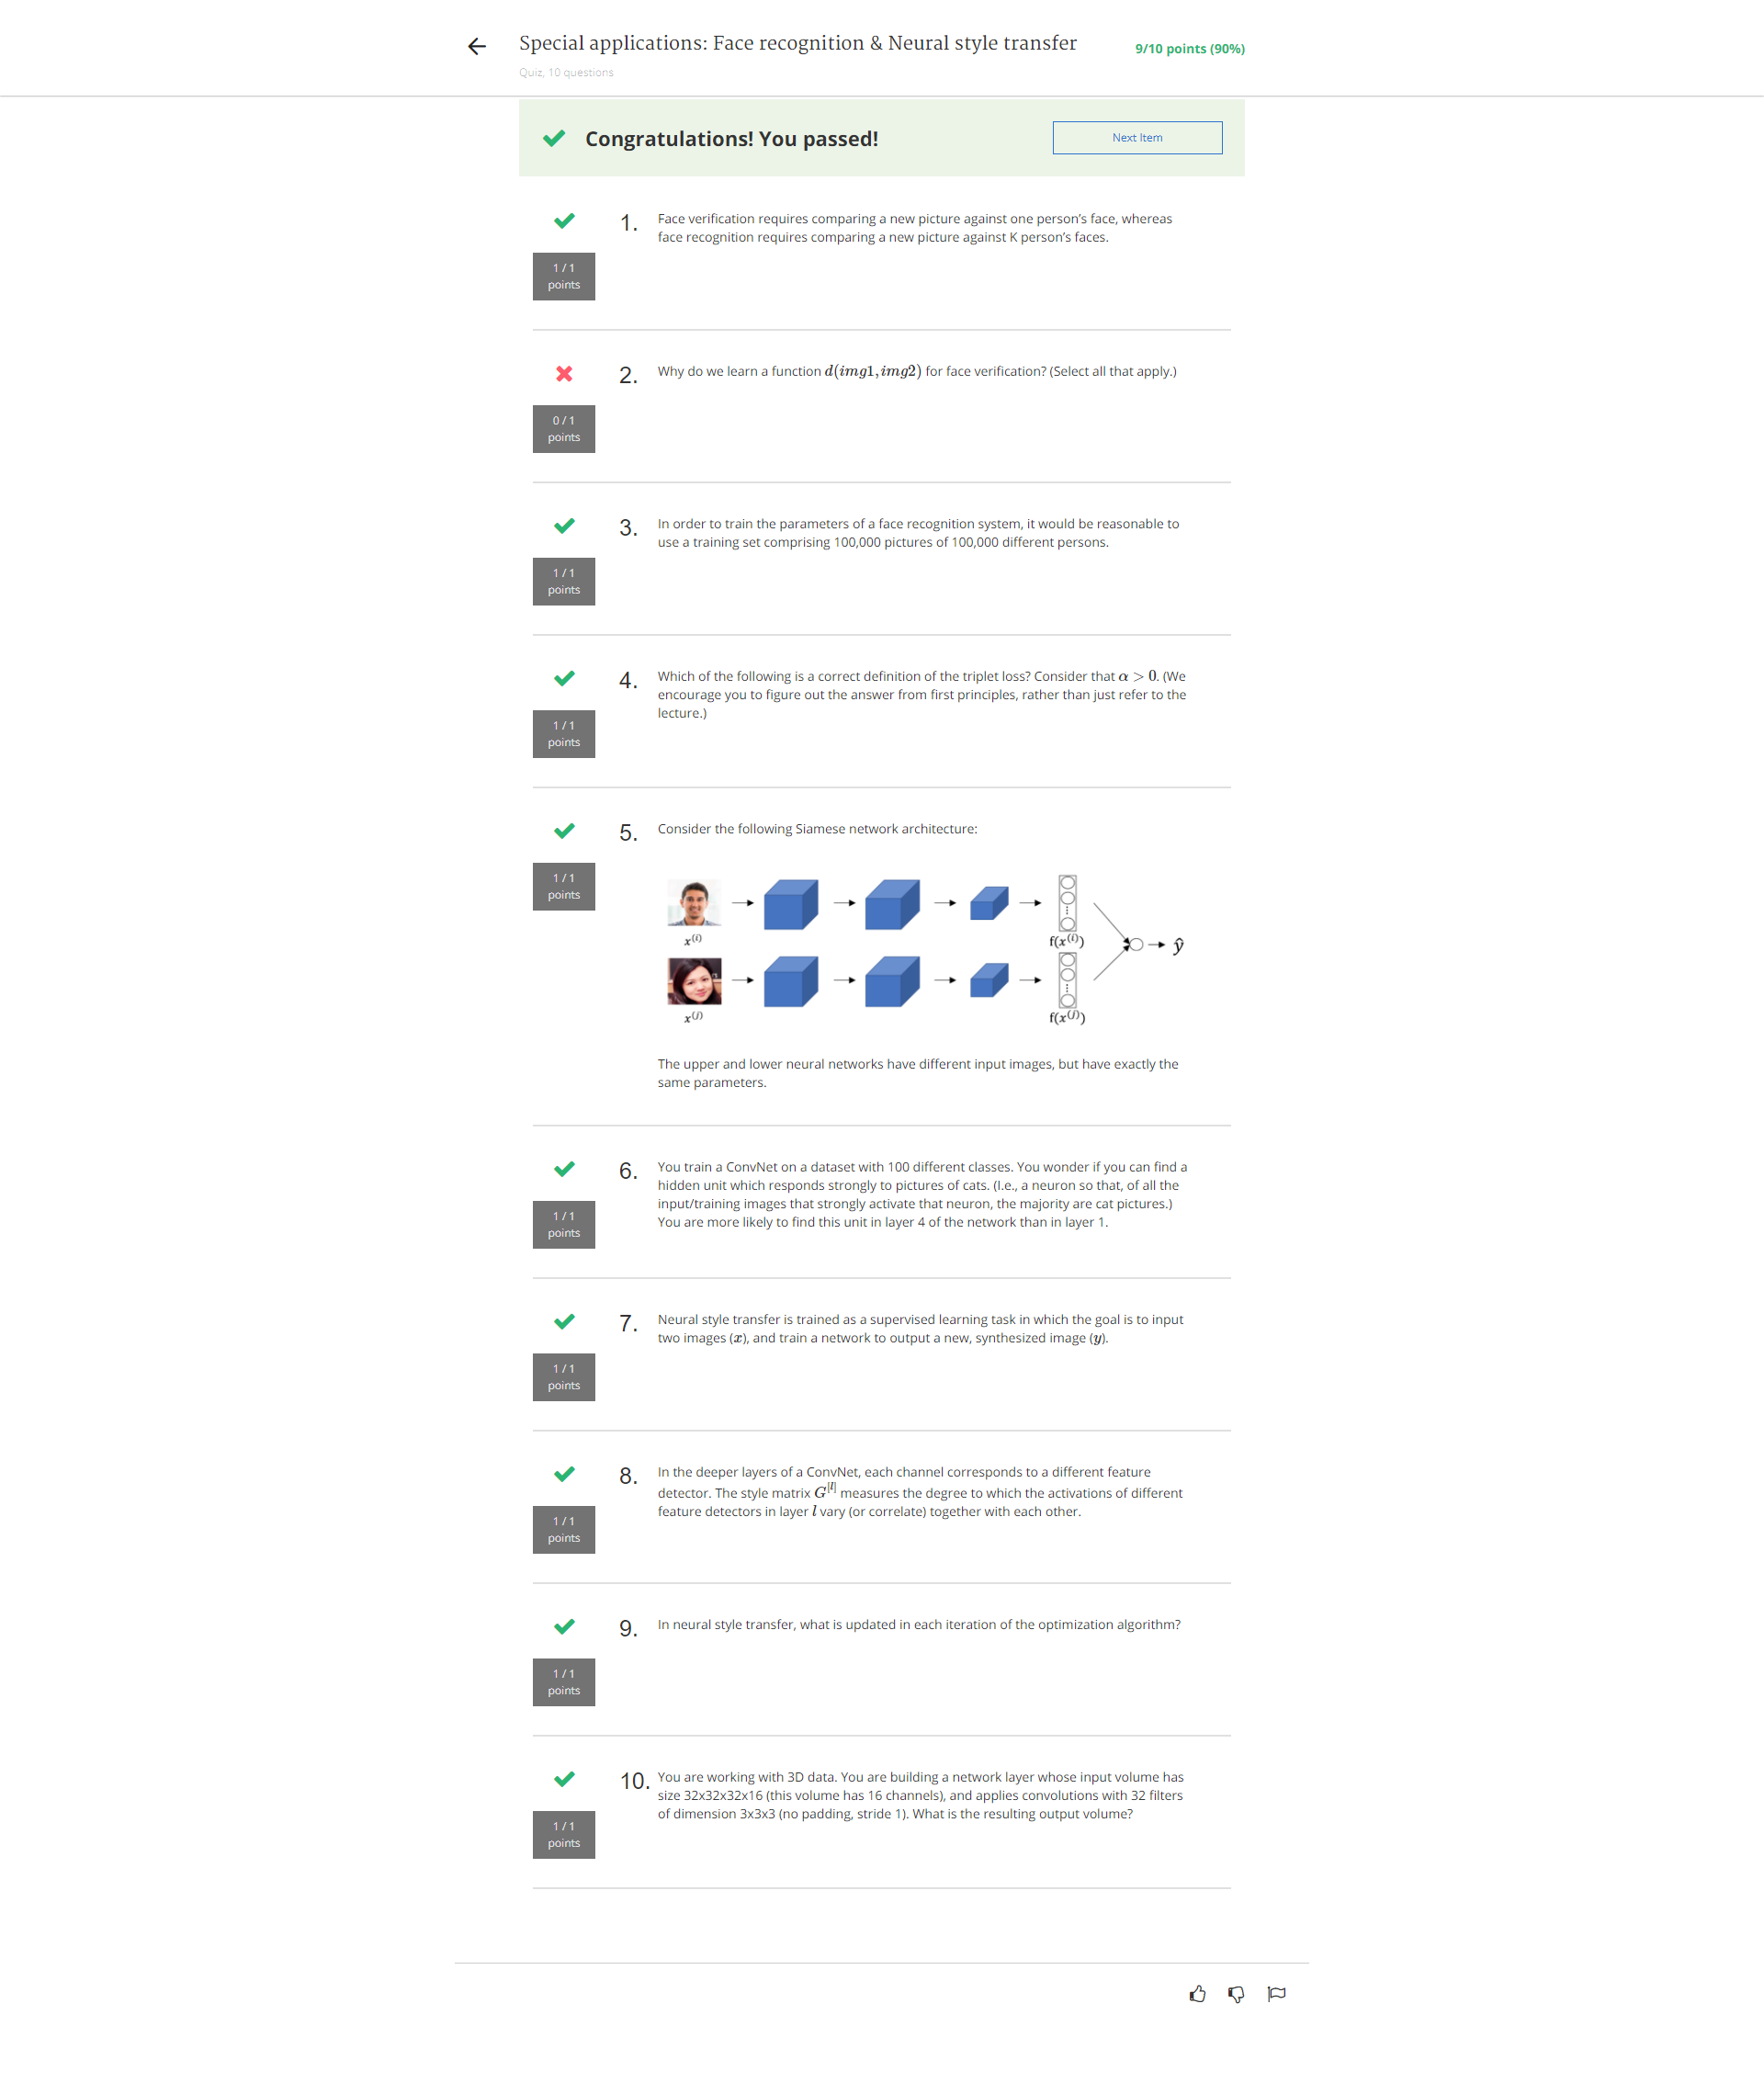 Special applications: Face recognition & Neural style transfer
9/10 points (90%)
Quiz, 10 questions
Congratulations! You passed!
Next Item
1. Face verification requires comparing a new picture against one person's face, whereas
face recognition requires comparing a new picture against K person's faces.
1 / 1
points
2. Why do we learn a function d(img1, img2) for face verification? (Select all that apply.)
0 / 1
points
3. In order to train the parameters of a face recognition system, it would be reasonable to
use a training set comprising 100,000 pictures of 100,000 different persons.
1 / 1
points
4. Which of the following is a correct definition of the triplet loss? Consider that α > 0. (We
encourage you to figure out the answer from first principles, rather than just refer to the
lecture.)
1 / 1
points
5. Consider the following Siamese network architecture:
1 / 1
points
x⁽ⁱ⁾
f(x⁽ⁱ⁾)
ŷ
x⁽ʲ⁾
f(x⁽ʲ⁾)
The upper and lower neural networks have different input images, but have exactly the
same parameters.
6. You train a ConvNet on a dataset with 100 different classes. You wonder if you can find a
hidden unit which responds strongly to pictures of cats. (I.e., a neuron so that, of all the
input/training images that strongly activate that neuron, the majority are cat pictures.)
You are more likely to find this unit in layer 4 of the network than in layer 1.
1 / 1
points
7. Neural style transfer is trained as a supervised learning task in which the goal is to input
two images (x), and train a network to output a new, synthesized image (y).
1 / 1
points
8. In the deeper layers of a ConvNet, each channel corresponds to a different feature
detector. The style matrix G^[l] measures the degree to which the activations of different
feature detectors in layer l vary (or correlate) together with each other.
1 / 1
points
9. In neural style transfer, what is updated in each iteration of the optimization algorithm?
1 / 1
points
10. You are working with 3D data. You are building a network layer whose input volume has
size 32x32x32x16 (this volume has 16 channels), and applies convolutions with 32 filters
of dimension 3x3x3 (no padding, stride 1). What is the resulting output volume?
1 / 1
points